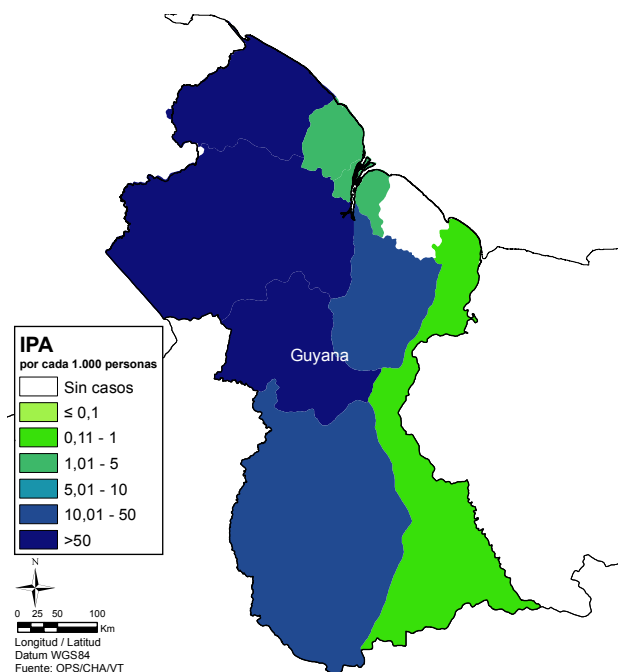 Guyana
IPA
por cada 1.000 personas
Sin casos
≤ 0,1
0,11 - 1
1,01 - 5
5,01 - 10
10,01 - 50
>50
N
0 25 50 100
Km
Longitud / Latitud
Datum WGS84
Fuente: OPS/CHA/VT